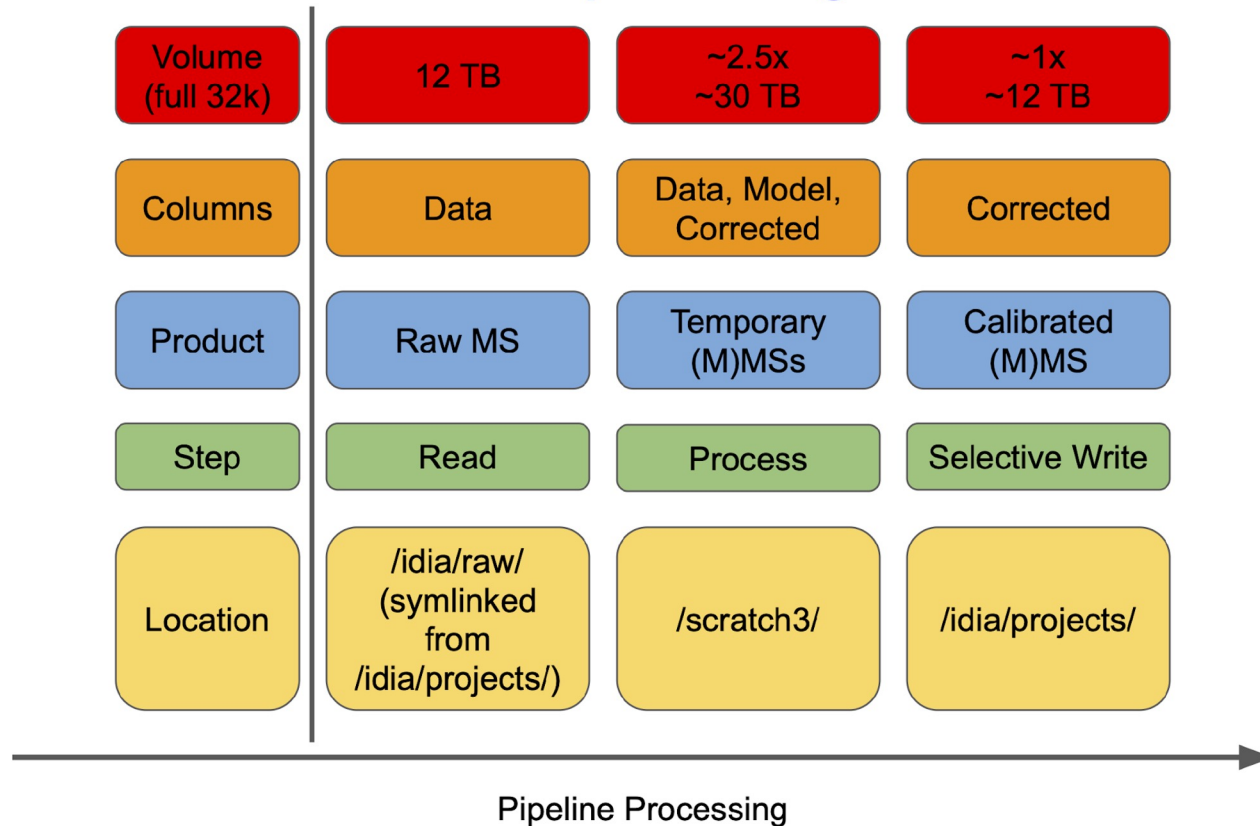 Volume
(full 32k)
12 TB
~2.5x
~30 TB
~1x
~12 TB
Columns
Data
Data, Model,
Corrected
Corrected
Product
Raw MS
Temporary
(M)MSs
Calibrated
(M)MS
Step
Read
Process
Selective Write
Location
/idia/raw/
(symlinked
from
/idia/projects/)
/scratch3/
/idia/projects/
Pipeline Processing